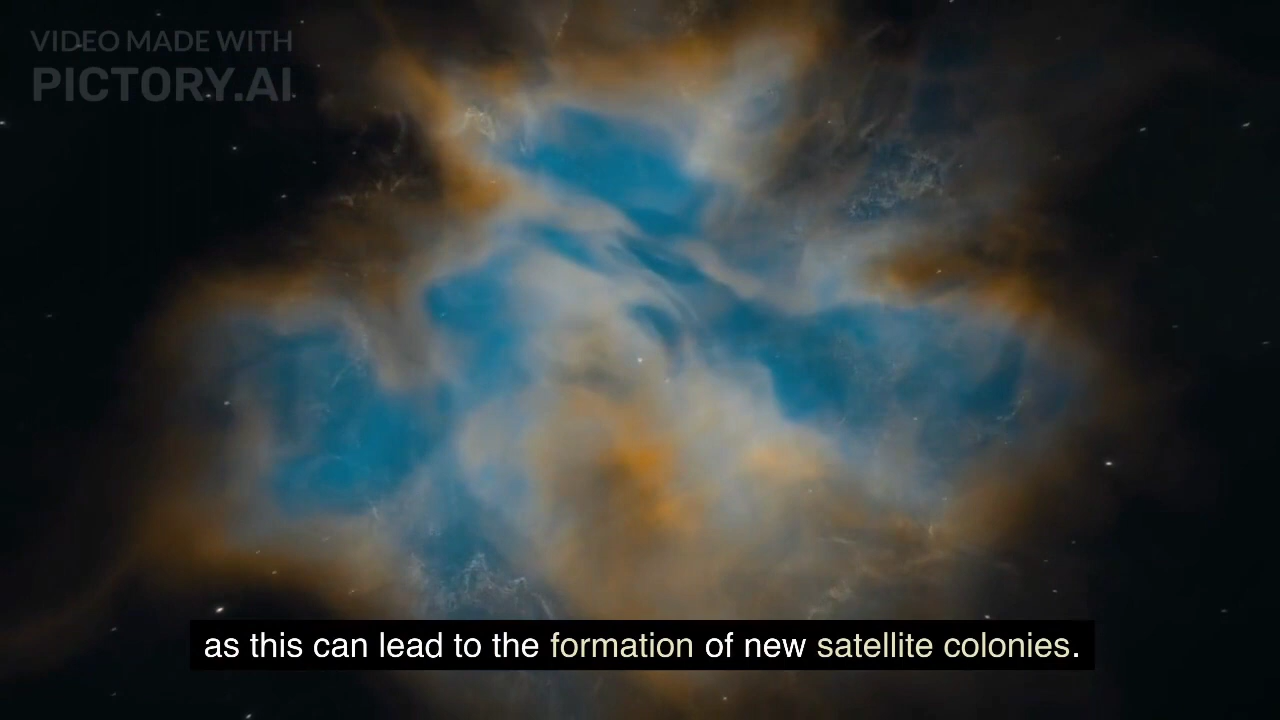 VIDEO MADE WITH
PICTORY.AI
as this can lead to the formation of new satellite colonies.